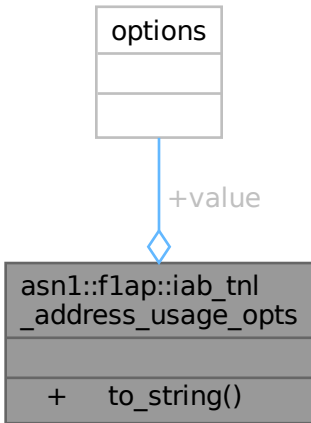 options
+value
asn1::f1ap::iab_tnl
_address_usage_opts
+ to_string()